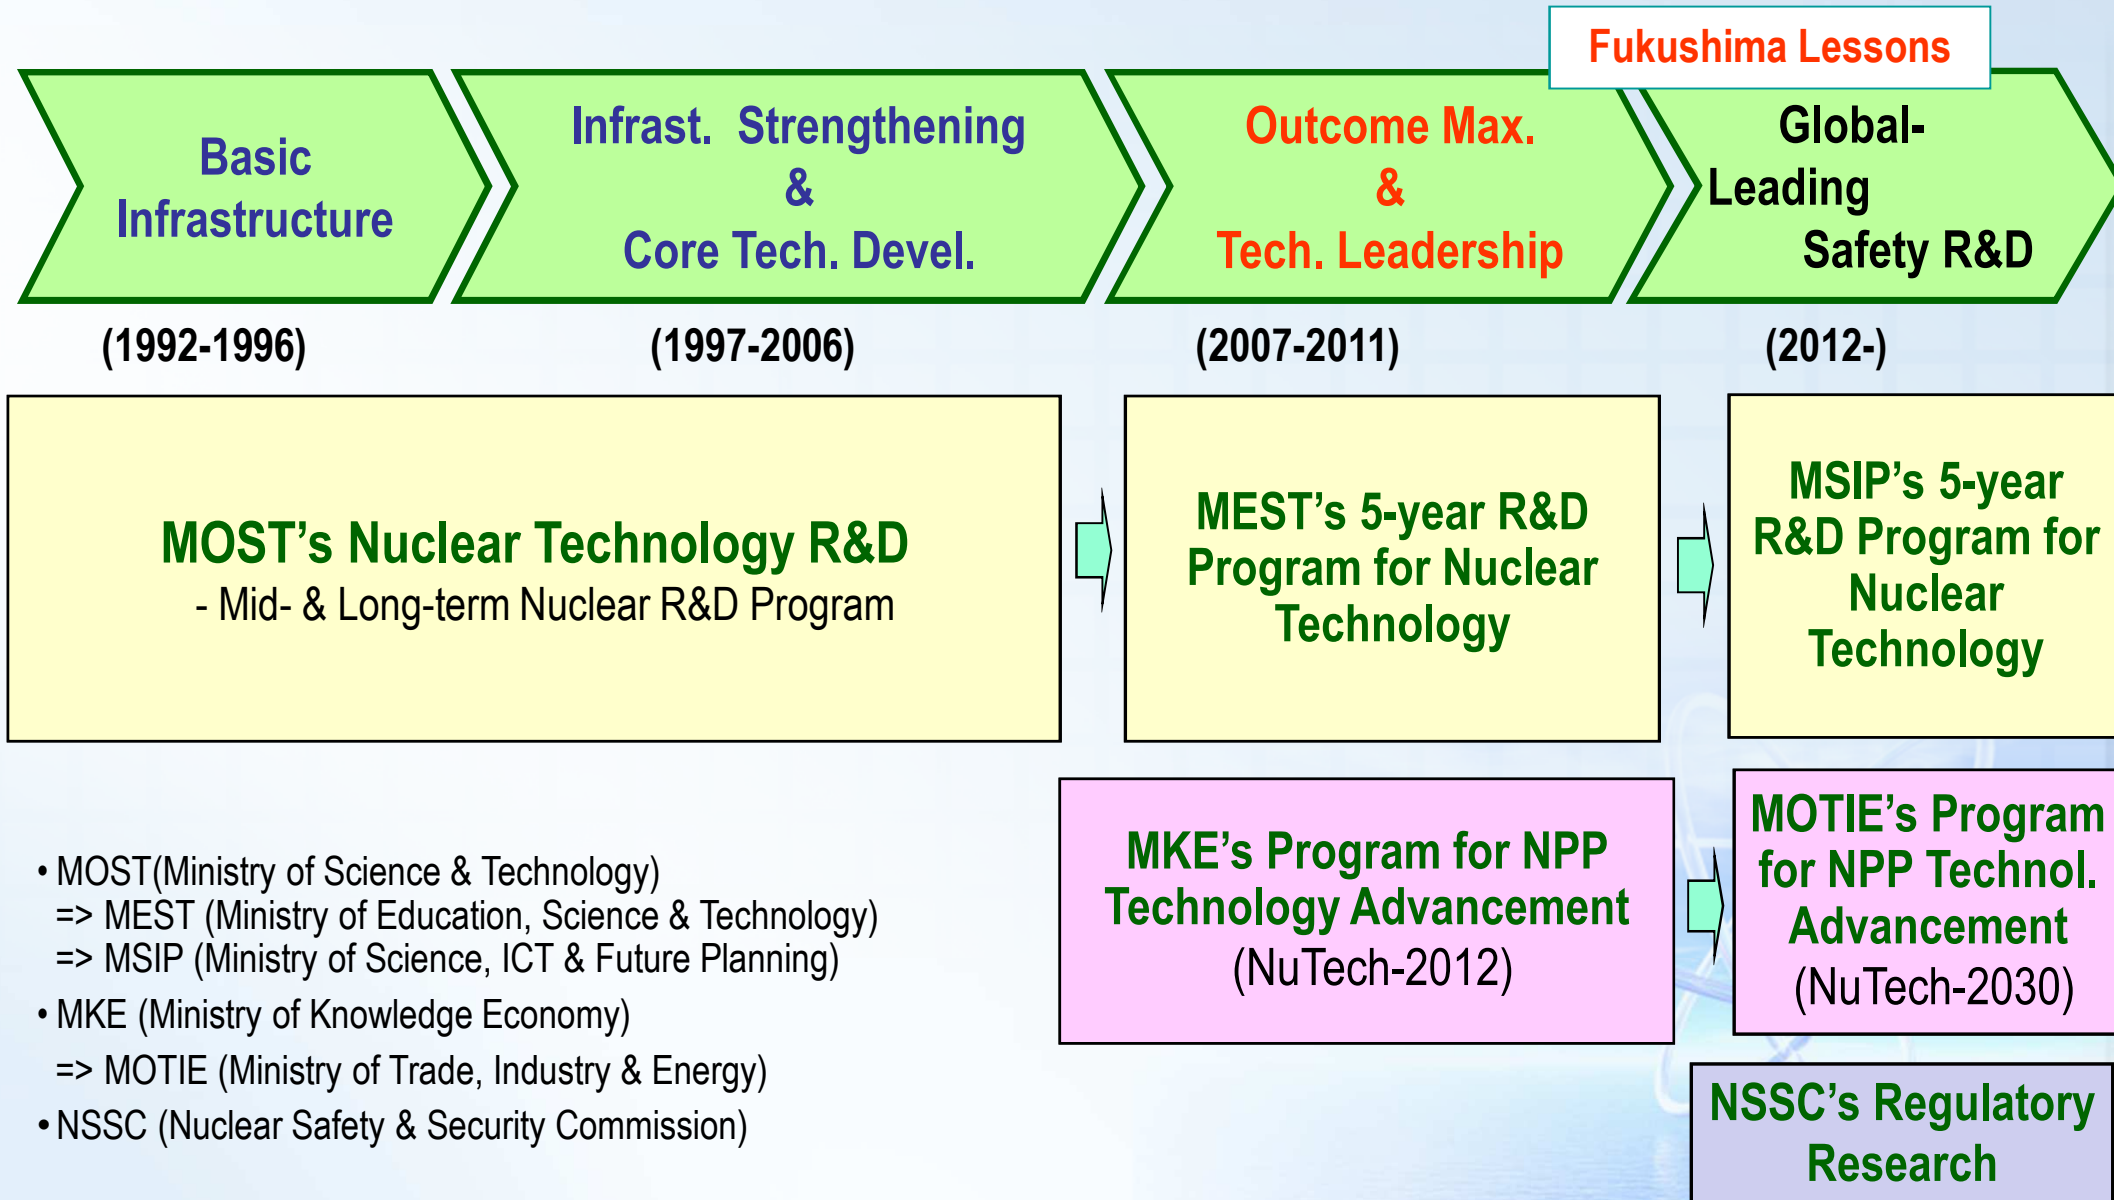 Fukushima Lessons
Basic
Infrastructure
Infrast. Strengthening
&
Core Tech. Devel.
Outcome Max.
&
Tech. Leadership
Global-
Leading
Safety R&D
(1992-1996)
(1997-2006)
(2007-2011)
(2012-)
MOST’s Nuclear Technology R&D
- Mid- & Long-term Nuclear R&D Program
MEST’s 5-year R&D
Program for Nuclear
Technology
MSIP’s 5-year
R&D Program for
Nuclear
Technology
MKE’s Program for NPP
Technology Advancement
(NuTech-2012)
MOTIE’s Program
for NPP Technol.
Advancement
(NuTech-2030)
NSSC’s Regulatory
Research
• MOST(Ministry of Science & Technology)
=> MEST (Ministry of Education, Science & Technology)
=> MSIP (Ministry of Science, ICT & Future Planning)
• MKE (Ministry of Knowledge Economy)
=> MOTIE (Ministry of Trade, Industry & Energy)
• NSSC (Nuclear Safety & Security Commission)